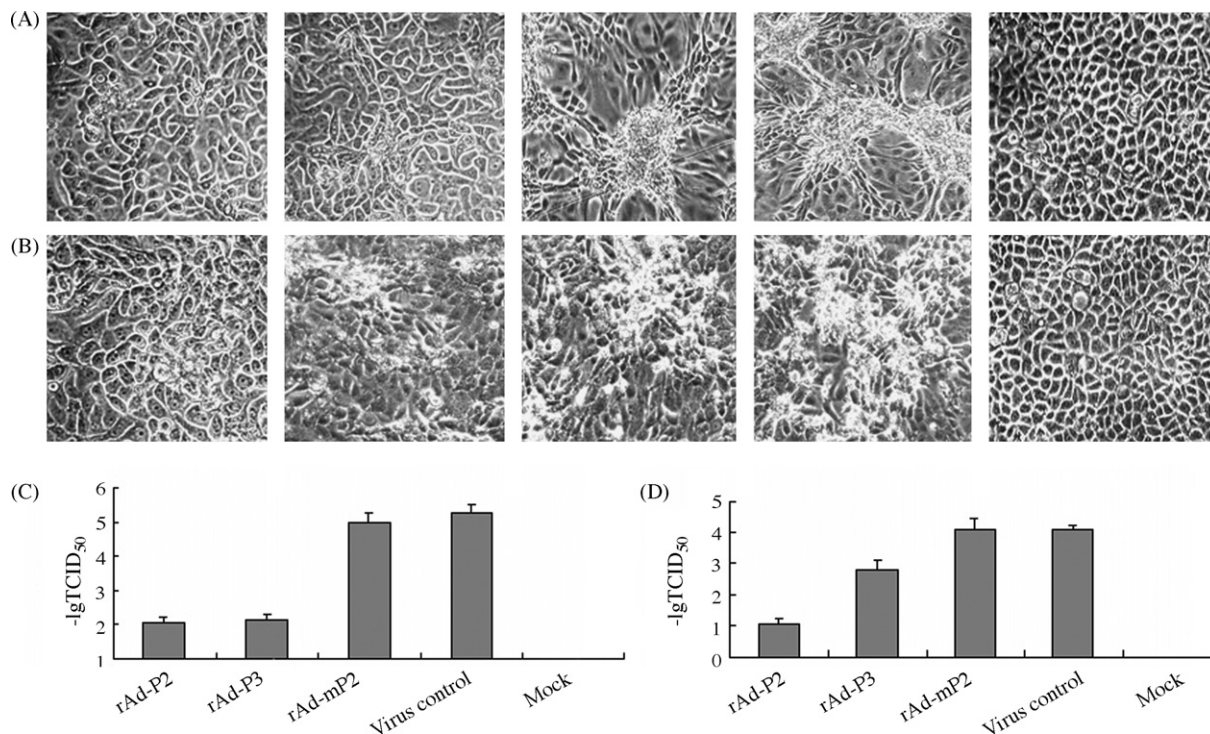 (A)
(B)
(C)
-lgTCID50
6
5
4
3
2
1
rAd-P2
rAd-P3
rAd-mP2
Virus control
Mock
(D)
-lgTCID50
5
4
3
2
1
0
rAd-P2
rAd-P3
rAd-mP2
Virus control
Mock